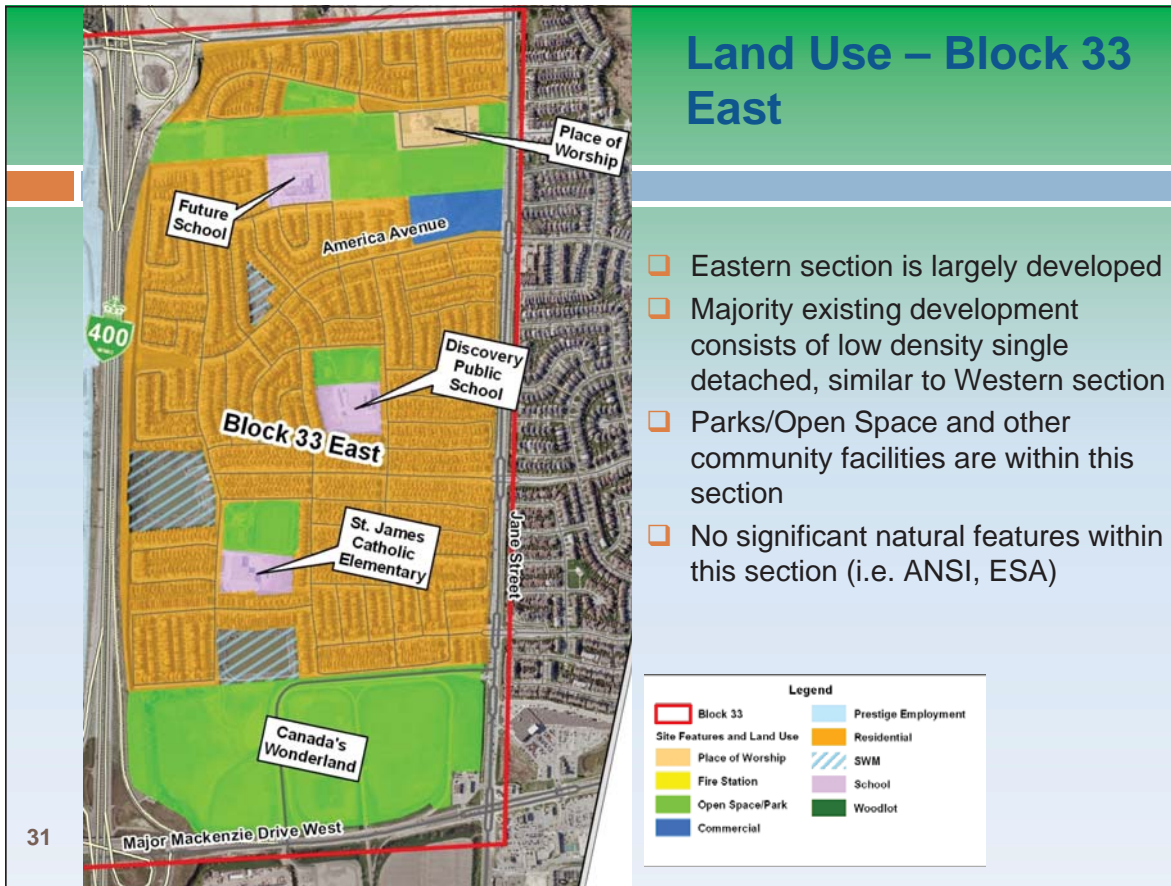 Land Use – Block 33
East
Place of
Worship
Future
School
America Avenue
400
Discovery
Public
School
Block 33 East
St. James
Catholic
Elementary
Jane Street
Canada's
Wonderland
Major Mackenzie Drive West
Eastern section is largely developed
Majority existing development
consists of low density single
detached, similar to Western section
Parks/Open Space and other
community facilities are within this
section
No significant natural features within
this section (i.e. ANSI, ESA)
Legend
Block 33
Site Features and Land Use
Place of Worship
Fire Station
Open Space/Park
Commercial
Prestige Employment
Residential
SWM
School
Woodlot
31